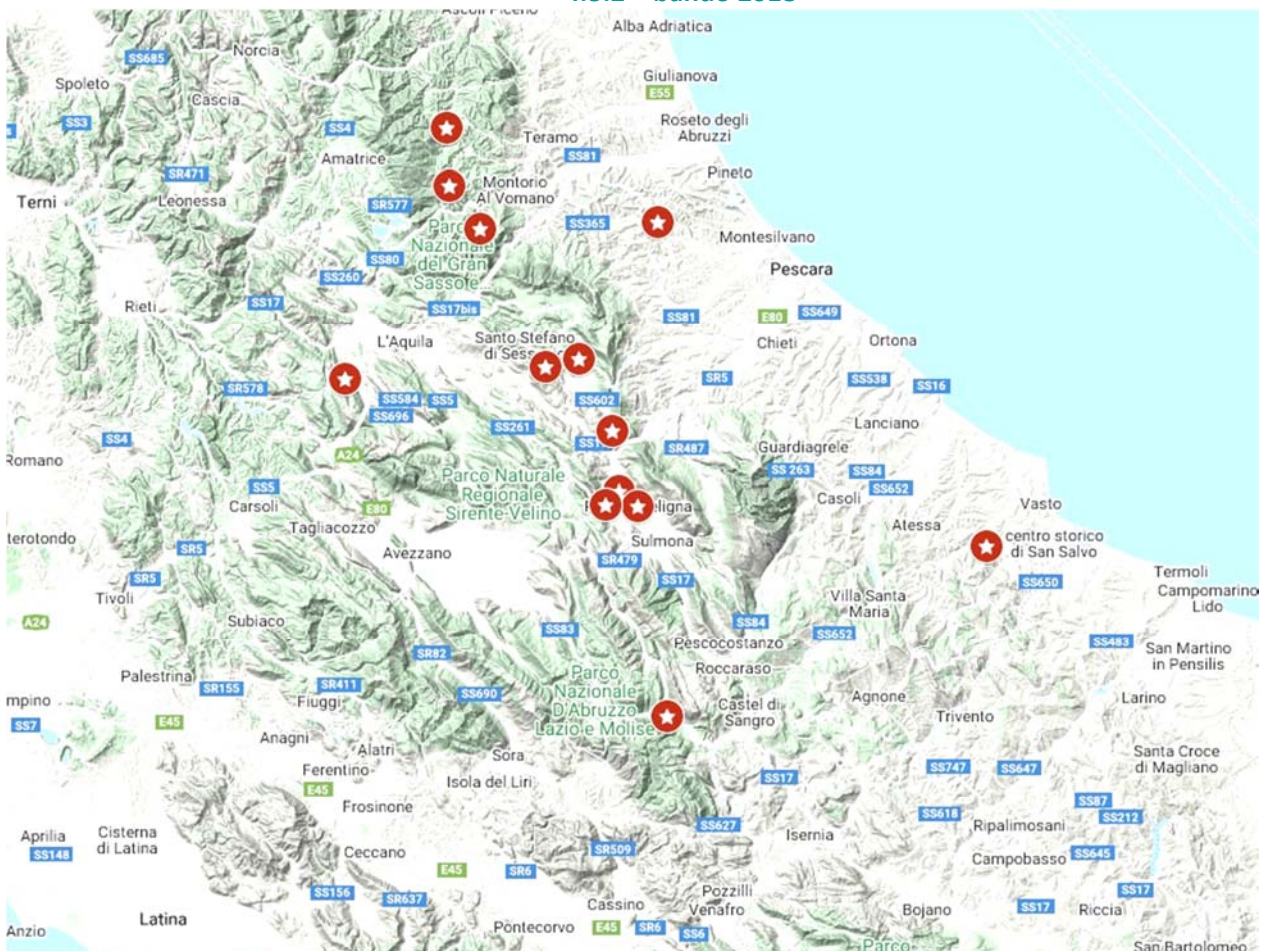 Alba Adriatica
Norcia
SS685
Spoleto
Giulianova
Cascia
E55
SS3
SS4
Roseto degli
Abruzzi
Teramo
Amatrice
SS81
SR471
Pineto
Montorio
Al Vomano
Terni
Leonessa
SR577
SS365
Montesilvano
Nazionale
del Gran
Sasso e...
SS80
Pescara
SS260
Rieti
SS17
SS17bis
SS81
E80
SS649
L'Aquila
Santo Stefano
Chieti
Ortona
SR578
SR5
SS538
SS16
SS584
SS5
SS602
SS696
Lanciano
SS4
SS261
SR487
Guardiagrele
A24
SS 263
SS84
SS652
Parco Naturale
Regionale
Sirente-Velino
SS5
Casoli
Carsoli
E80
Vasto
Tagliacozzo
Atessa
centro storico
di San Salvo
SR5
Avezzano
Sulmona
SR479
Termoli
SR5
SS17
SS650
Campomarino
Lido
Tivoli
Villa Santa
Maria
A24
Subiaco
SS84
SS83
SS652
SS483
Pescocostanzo
SR82
San Martino
in Pensilis
Roccaraso
Parco
Nazionale
D'Abruzzo
Lazio e Molise
Palestrina
SR155
SR411
SS690
Fiuggi
Agnone
Castel di
Sangro
Larino
Trivento
E45
SS7
Anagni
Alatri
Sora
Santa Croce
di Magliano
Ferentino
Isola del Liri
SS17
SS747
SS647
E45
Frosinone
SS87
SS212
SS618
SS627
Ripalimosani
Aprilia
Cisterna
di Latina
Isernia
SS148
Ceccano
SR509
Campobasso
SS645
E45
SR6
SS156
SR637
Pozzilli
SS17
Venafro
Cassino
Latina
Bojano
SS17
Riccia
Anzio
Pontecorvo
E45
SR6
SS6
Parco
San Bartolomeo